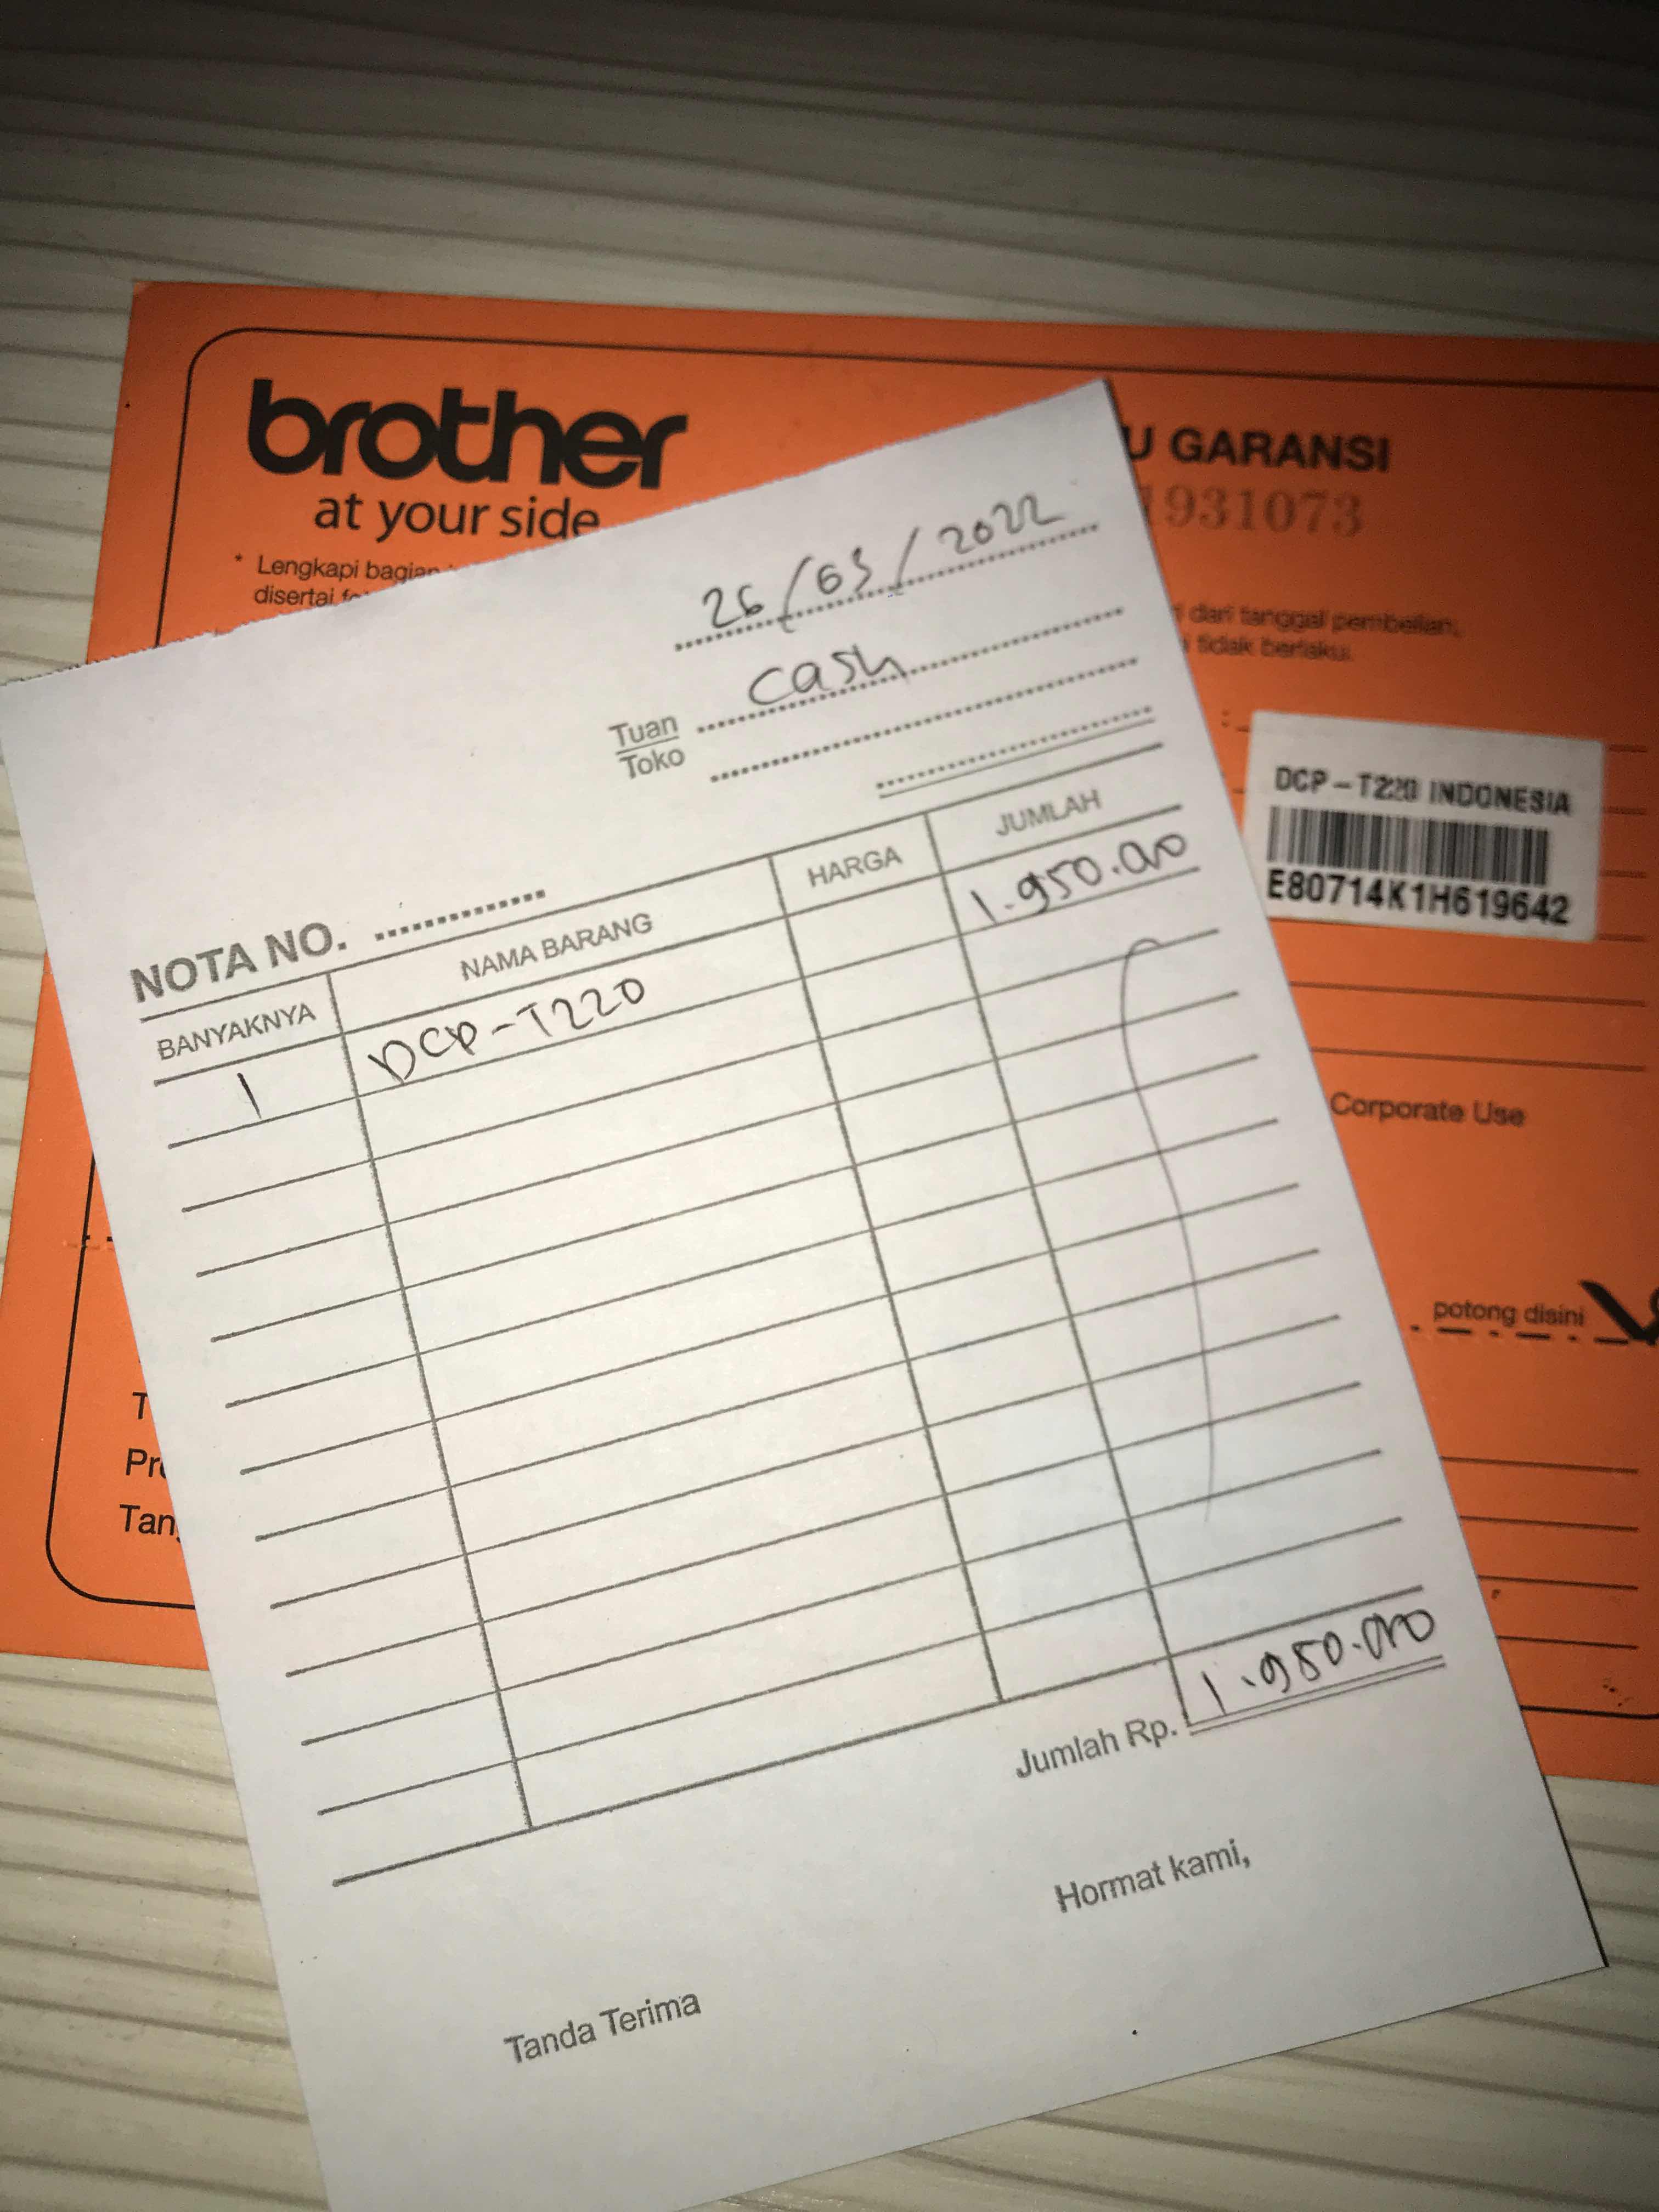 brother
at your side
U GARANSI
1931073
* Lengkapi bagian
disertai
dari tanggal pembelian,
tidak berlaku.
26/03/2022
Tuan cash
Toko
DCP-T220 INDONESIA
E80714K1H619642
NOTA NO.
BANYAKNYA NAMA BARANG HARGA JUMLAH
1 DCP-T220 1.950.000
Corporate Use
potong disini
T
Pr
Tan
Jumlah Rp. 1.950.000
Tanda Terima Hormat kami,